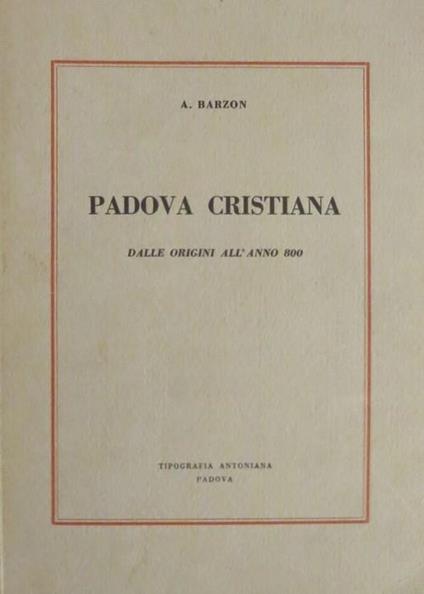 A. BARZON
PADOVA CRISTIANA
DALLE ORIGINI ALL'ANNO 800
TIPOGRAFIA ANTONIANA
PADOVA